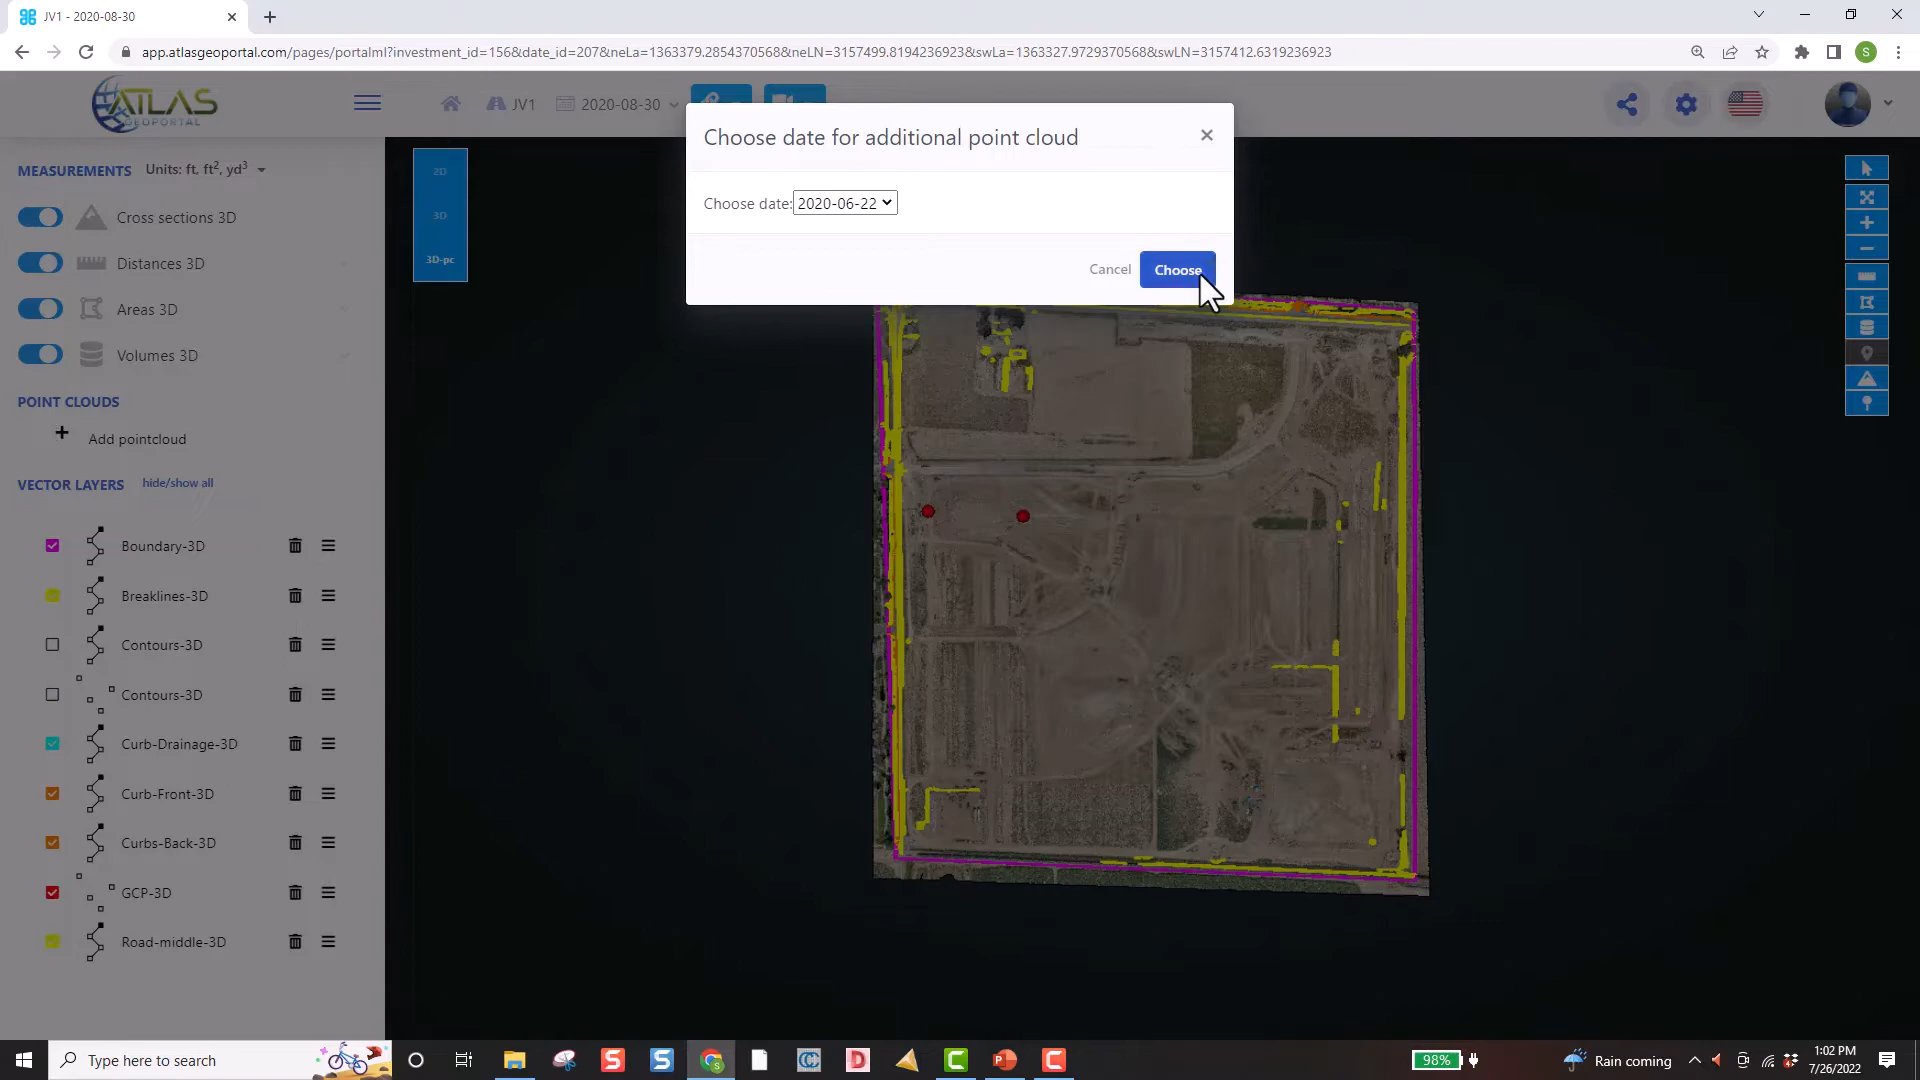 JV1 - 2020-08-30
app.atlasgeoportal.com/pages/portalml?investment_id=156&date_id=207&neLa=1363379.2854370568&neLN=3157499.8194236923&swLa=1363327.9729370568&swLN=3157412.6319236923
S
ATLAS
GEOPORTAL
JV1
2020-08-30
Choose date for additional point cloud
Choose date: 2020-06-22
Cancel
Choose
MEASUREMENTS
Units: ft, ft², yd³
Cross sections 3D
Distances 3D
Areas 3D
Volumes 3D
2D
3D
3D-pc
POINT CLOUDS
Add pointcloud
VECTOR LAYERS
hide/show all
Boundary-3D
Breaklines-3D
Contours-3D
Contours-3D
Curb-Drainage-3D
Curb-Front-3D
Curbs-Back-3D
GCP-3D
Road-middle-3D
Type here to search
98%
Rain coming
1:02 PM
7/26/2022